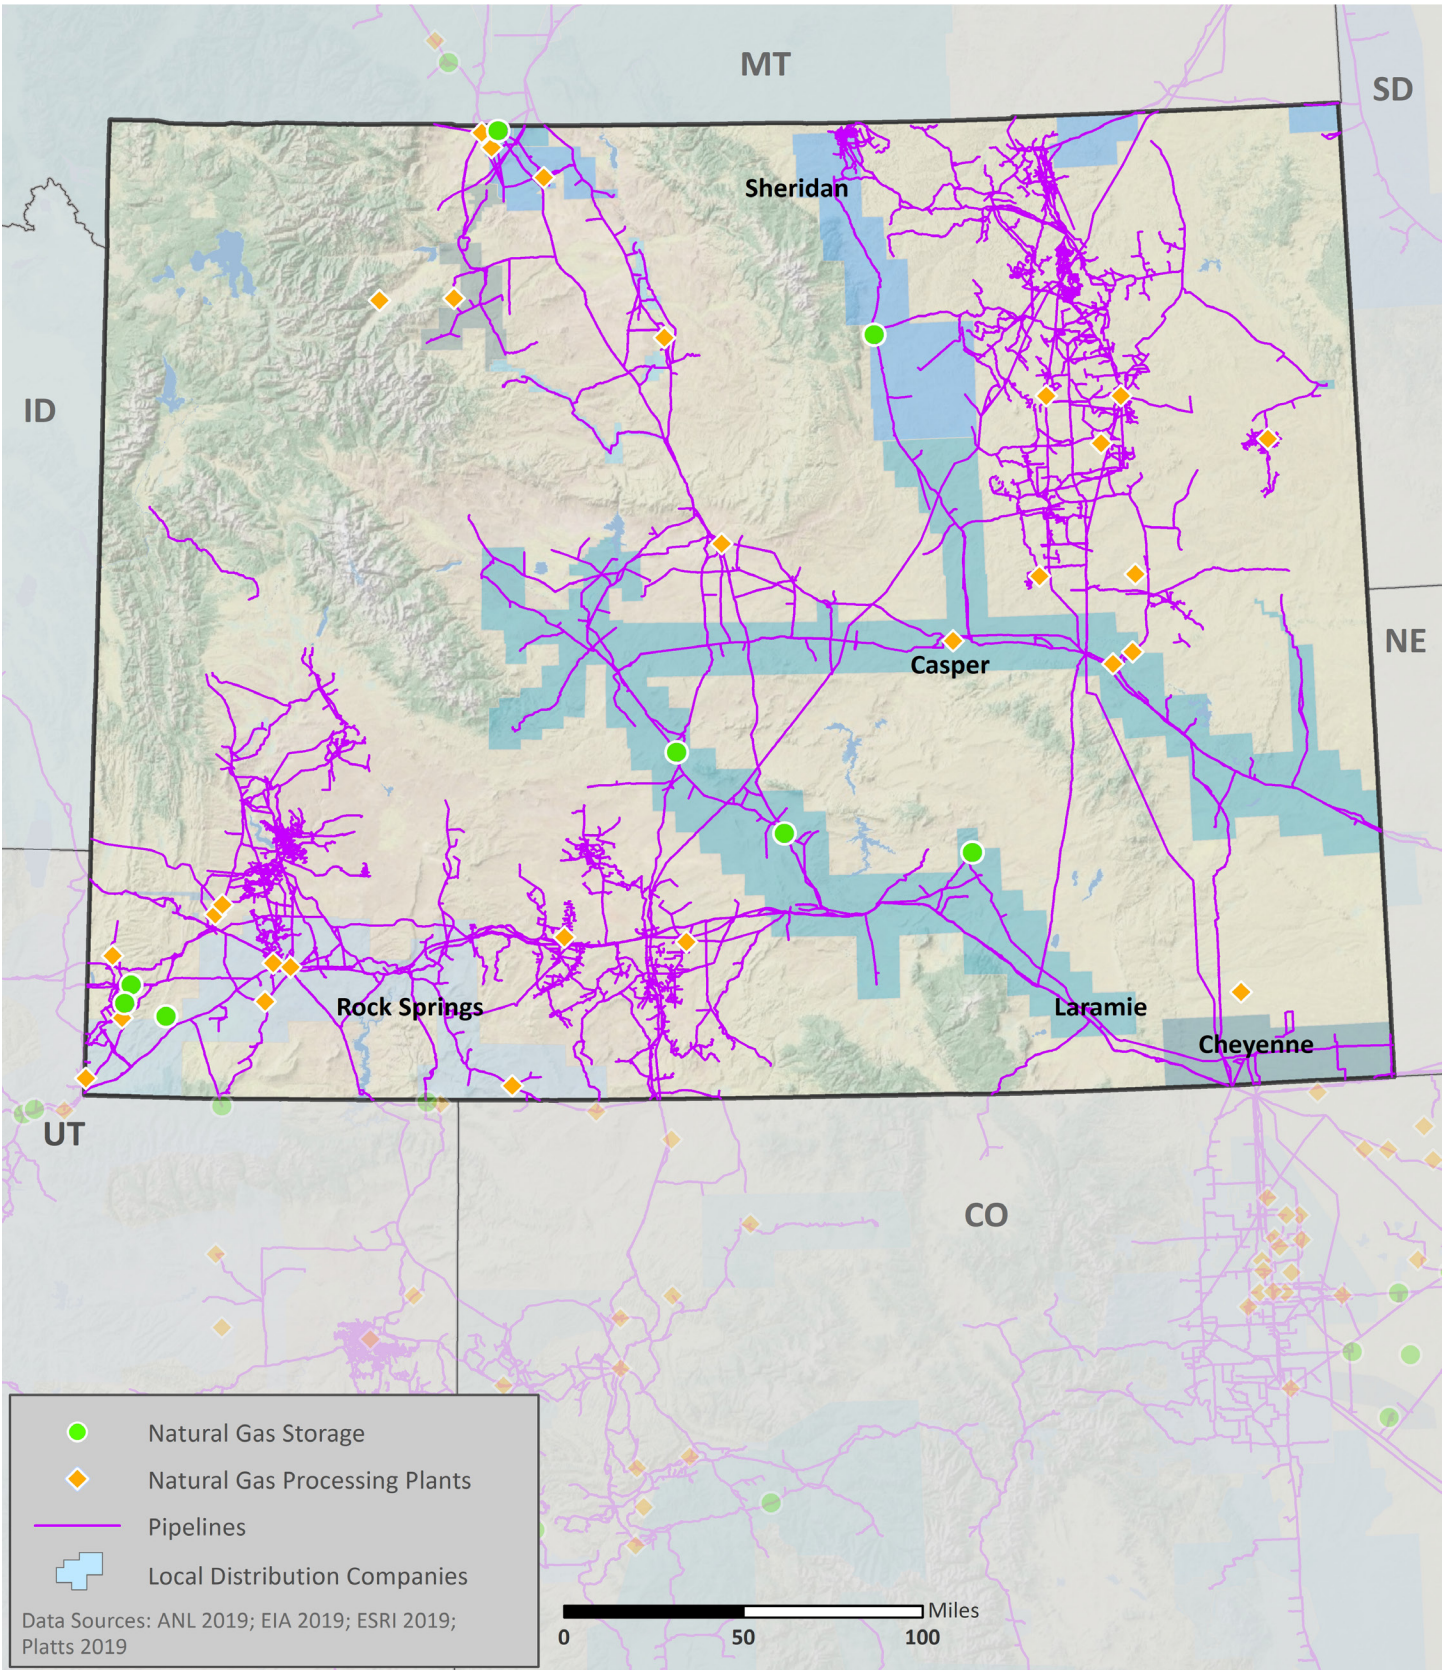 MT
SD
Sheridan
ID
NE
Casper
Rock Springs
Laramie
Cheyenne
UT
CO
Natural Gas Storage
Natural Gas Processing Plants
Pipelines
Local Distribution Companies
Data Sources: ANL 2019; EIA 2019; ESRI 2019;
Platts 2019
Miles
0 50 100